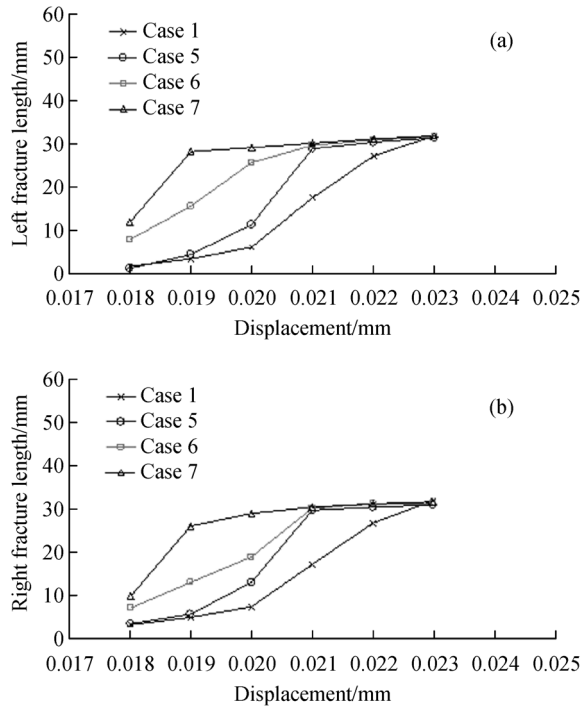 60
50
40
30
20
10
0
Left fracture length/mm
Case 1
Case 5
Case 6
Case 7
(a)
0.017 0.018 0.019 0.020 0.021 0.022 0.023 0.024 0.025
Displacement/mm
60
50
40
30
20
10
0
Right fracture length/mm
Case 1
Case 5
Case 6
Case 7
(b)
0.017 0.018 0.019 0.020 0.021 0.022 0.023 0.024 0.025
Displacement/mm